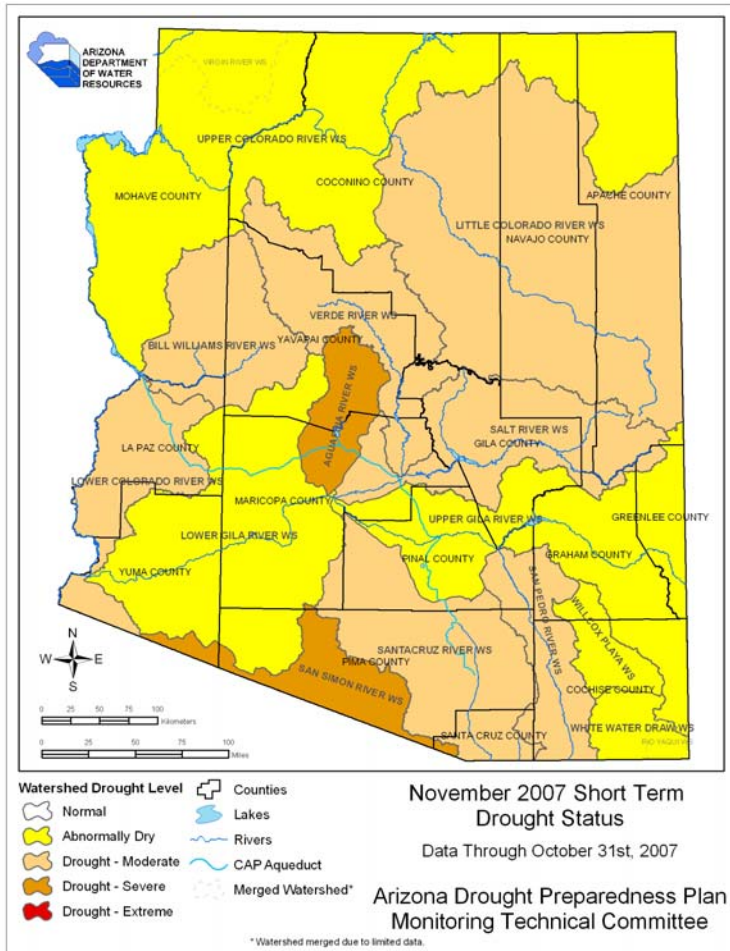 ARIZONA
DEPARTMENT
OF WATER
RESOURCES
VIRGIN RIVER WS
UPPER COLORADO RIVER WS
COCONINO COUNTY
MOHAVE COUNTY
APACHE COUNTY
LITTLE COLORADO RIVER WS
NAVAJO COUNTY
VERDE RIVER WS
YAVAPAI COUNTY
BILL WILLIAMS RIVER WS
AGUA FRIA RIVER WS
SALT RIVER WS
GILA COUNTY
LA PAZ COUNTY
LOWER COLORADO RIVER WS
MARICOPA COUNTY
UPPER GILA RIVER WS
GREENLEE COUNTY
LOWER GILA RIVER WS
PINAL COUNTY
GRAHAM COUNTY
YUMA COUNTY
SAN PEDRO RIVER WS
WILLCOX PLAYA WS
SANTACRUZ RIVER WS
PIMA COUNTY
SAN SIMON RIVER WS
COCHISE COUNTY
SANTA CRUZ COUNTY
WHITE WATER DRAW WS
RIO YAQUI WS
N
W E
S
0 25 50 75 100
Kilometers
0 25 50 75 100
Miles
Watershed Drought Level
Normal
Abnormally Dry
Drought - Moderate
Drought - Severe
Drought - Extreme
Counties
Lakes
Rivers
CAP Aqueduct
Merged Watershed*
November 2007 Short Term
Drought Status
Data Through October 31st, 2007
Arizona Drought Preparedness Plan
Monitoring Technical Committee
* Watershed merged due to limited data.